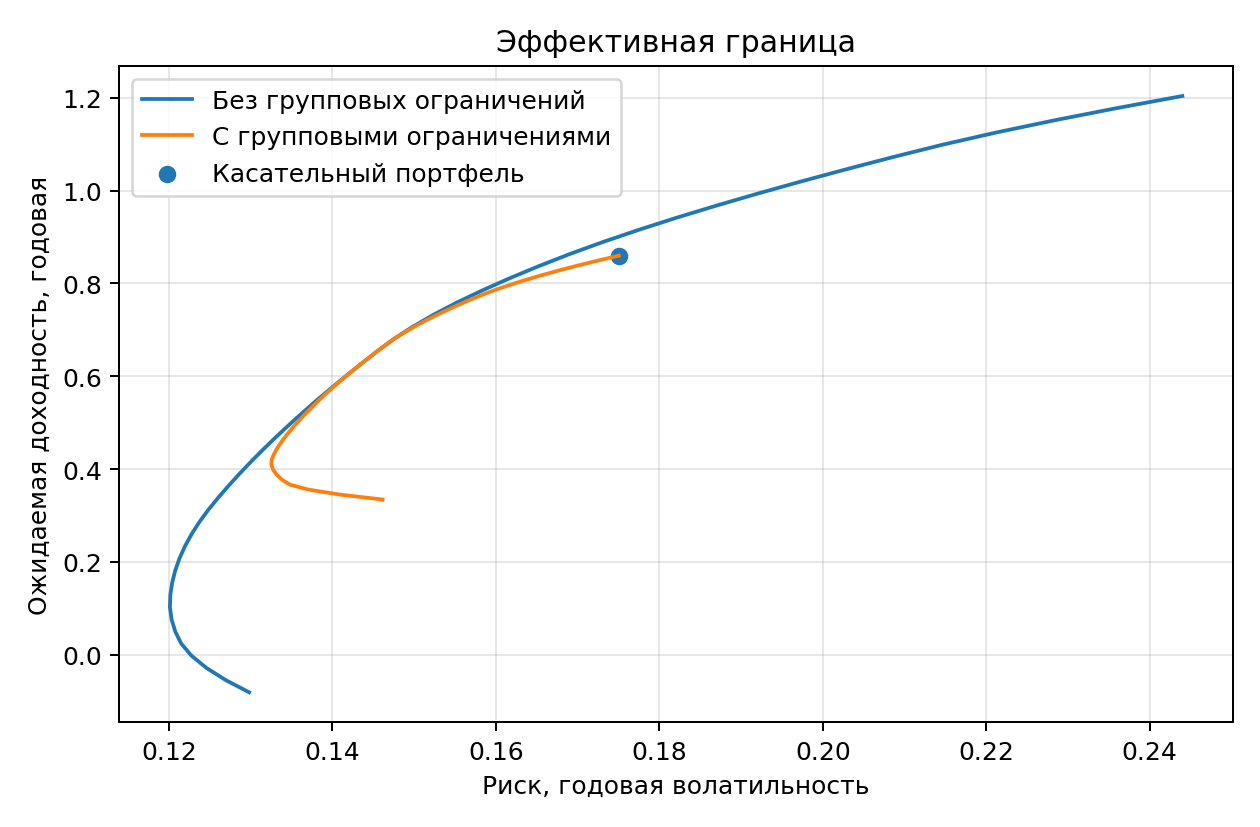 Эффективная граница
Без групповых ограничений
С групповыми ограничениями
Касательный портфель
Ожидаемая доходность, годовая
1.2
1.0
0.8
0.6
0.4
0.2
0.0
0.12 0.14 0.16 0.18 0.20 0.22 0.24
Риск, годовая волатильность